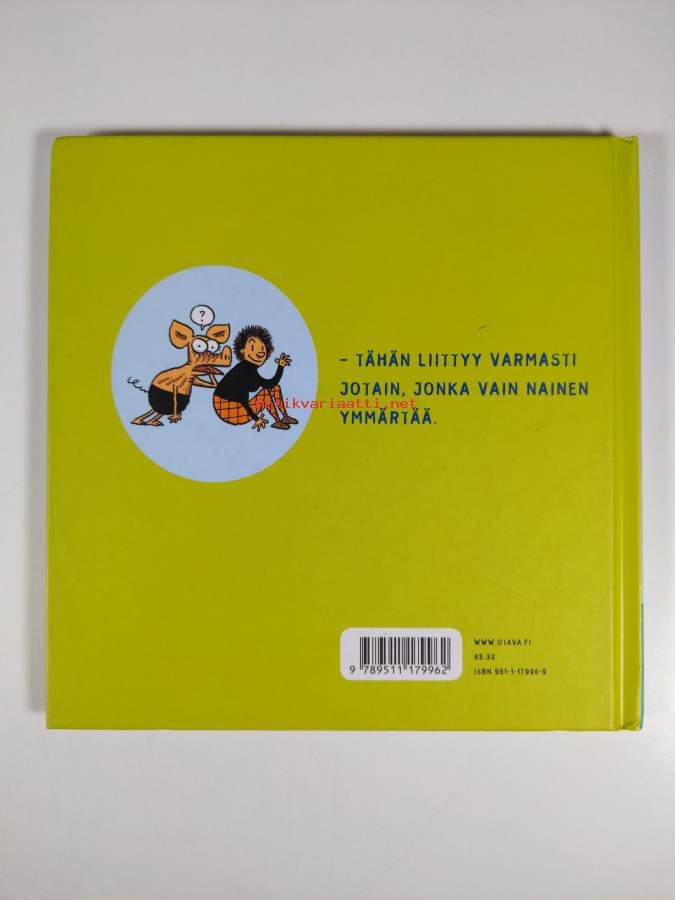 ?
- TÄHÄN LIITTYY VARMASTI
JOTAIN, JONKA VAIN NAINEN
YMMÄRTÄÄ.
antikvariaatti.net
WWW.OTAVA.FI
85.32
ISBN 951-1-17996-9
9 789511 179962